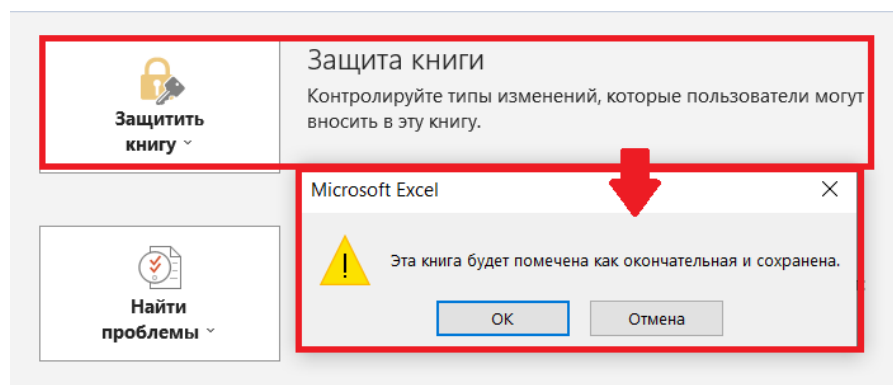 Защита книги
Контролируйте типы изменений, которые пользователи могут
вносить в эту книгу.
Защитить
книгу
Microsoft Excel
Эта книга будет помечена как окончательная и сохранена.
ОК
Отмена
Найти
проблемы